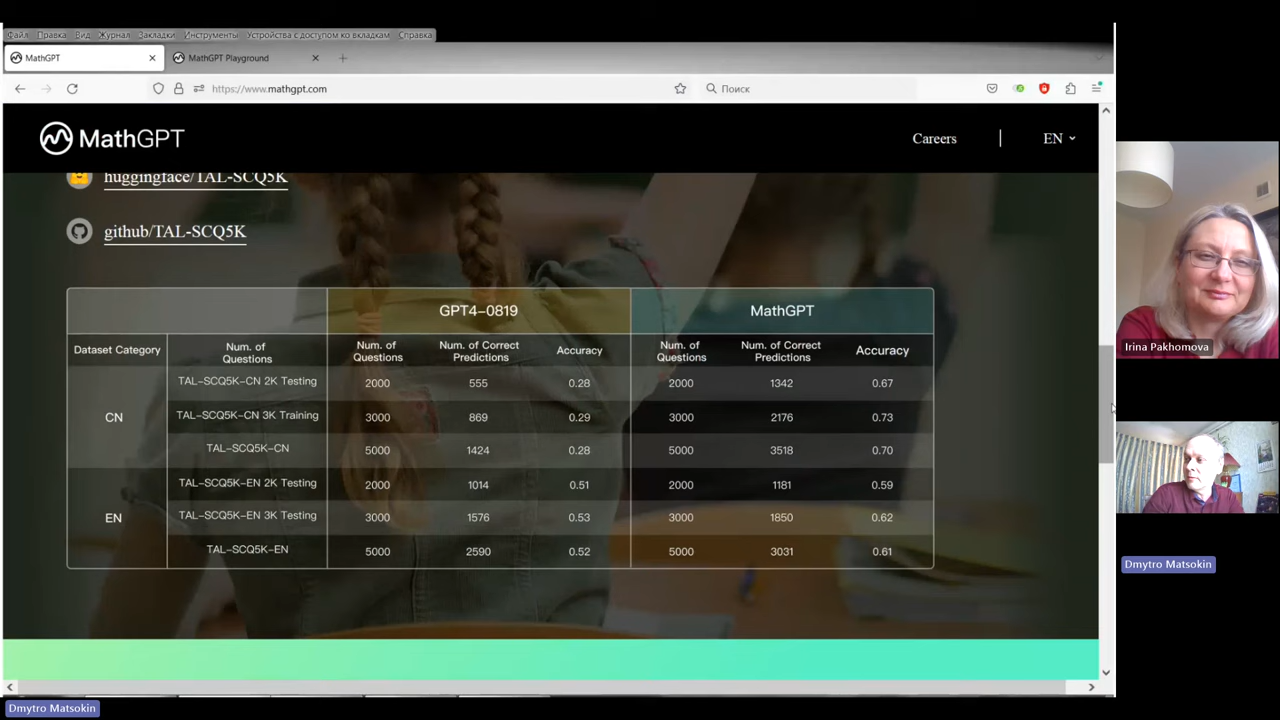 Файл Правка Вид Журнал Закладки Инструменты Устройства с доступом ко вкладкам Справка
MathGPT
MathGPT Playground
https://www.mathgpt.com
Поиск
MathGPT
Careers
EN
huggingface/TAL-SCQ5K
github/TAL-SCQ5K
GPT4-0819 MathGPT
Dataset Category Num. of Questions Num. of Questions Num. of Correct Predictions Accuracy Num. of Questions Num. of Correct Predictions Accuracy
CN
TAL-SCQ5K-CN 2K Testing 2000 555 0.28 2000 1342 0.67
TAL-SCQ5K-CN 3K Training 3000 869 0.29 3000 2176 0.73
TAL-SCQ5K-CN 5000 1424 0.28 5000 3518 0.70
EN
TAL-SCQ5K-EN 2K Testing 2000 1014 0.51 2000 1181 0.59
TAL-SCQ5K-EN 3K Testing 3000 1576 0.53 3000 1850 0.62
TAL-SCQ5K-EN 5000 2590 0.52 5000 3031 0.61
Irina Pakhomova
Dmytro Matsokin
Dmytro Matsokin